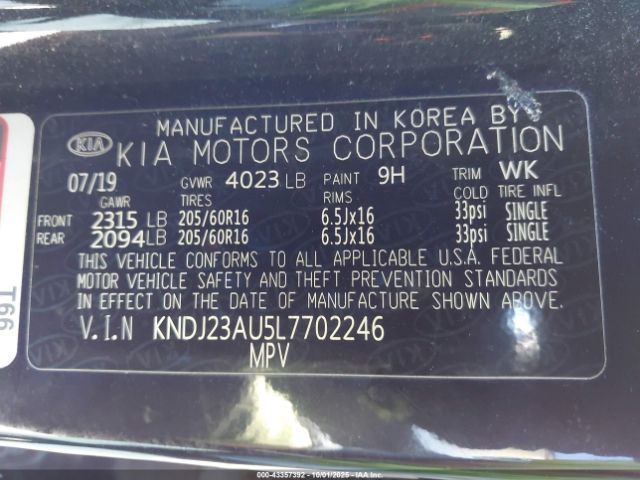 MANUFACTURED IN KOREA BY
KIA KIA MOTORS CORPORATION
07/19 GVWR 4023 LB PAINT 9H TRIM WK
GAWR TIRES RIMS COLD TIRE INFL
FRONT 2315 LB 205/60R16 6.5Jx16 33psi SINGLE
REAR 2094 LB 205/60R16 6.5Jx16 33psi SINGLE
THIS VEHICLE CONFORMS TO ALL APPLICABLE U.S.A. FEDERAL
MOTOR VEHICLE SAFETY AND THEFT PREVENTION STANDARDS
IN EFFECT ON THE DATE OF MANUFACTURE SHOWN ABOVE.
V.I.N KNDJ23AU5L7702246
MPV
991
000-43357392 - 10/01/2025 - IAAI, Inc.